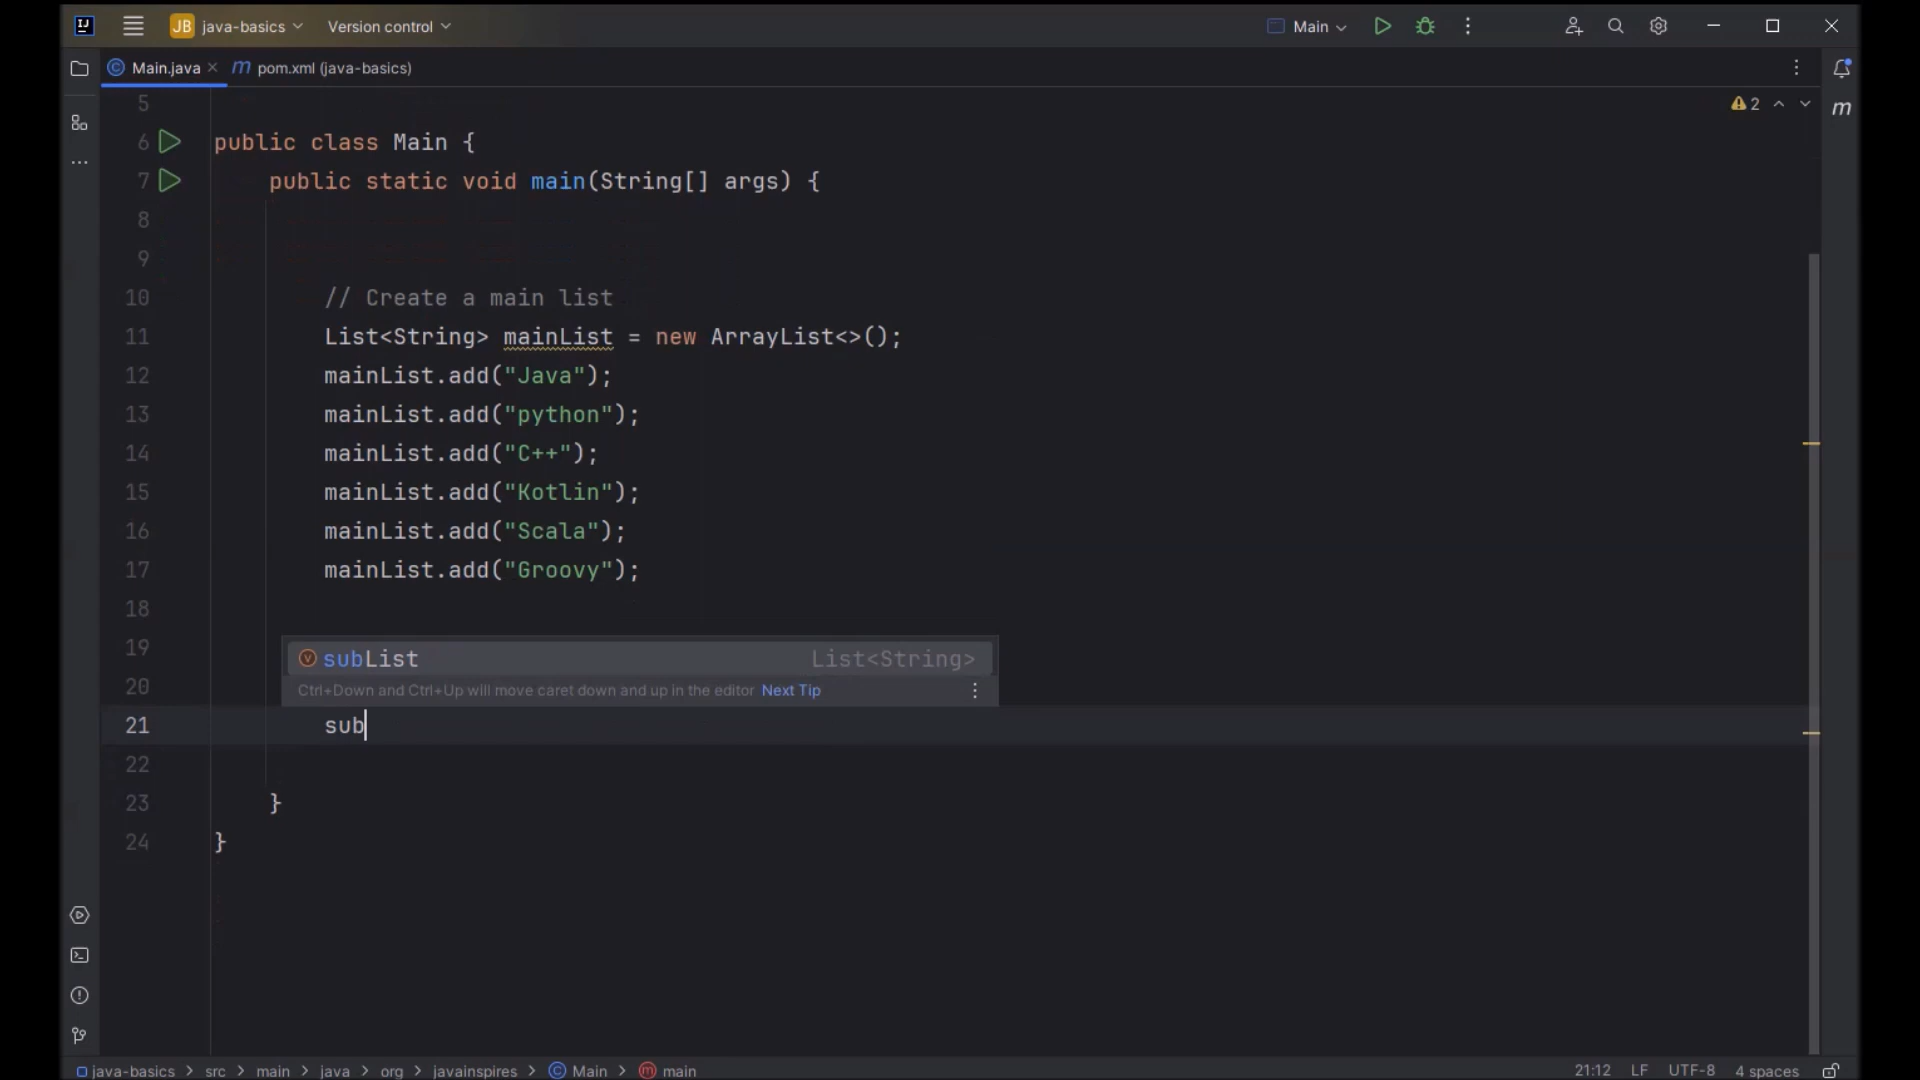 IJ JB java-basics Version control Main
Main.java m pom.xml (java-basics)
5 2 m
6 public class Main {
7 public static void main(String[] args) {
8
9
10 // Create a main list
11 List<String> mainList = new ArrayList<>();
12 mainList.add("Java");
13 mainList.add("python");
14 mainList.add("C++");
15 mainList.add("Kotlin");
16 mainList.add("Scala");
17 mainList.add("Groovy");
18
19
subList List<String>
20
Ctrl+Down and Ctrl+Up will move caret down and up in the editor Next Tip
21 sub
22
23 }
24 }
java-basics > src > main > java > org > javainspires > Main > main 21:12 LF UTF-8 4 spaces